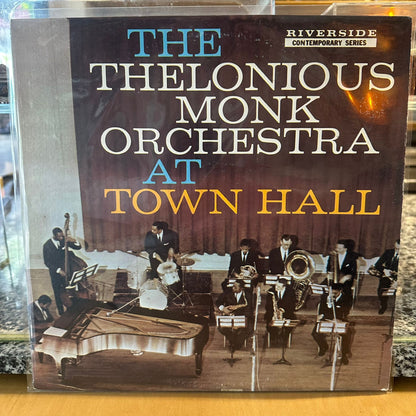 RIVERSIDE
CONTEMPORARY SERIES
THE
THELONIOUS
MONK
ORCHESTRA
AT
TOWN HALL